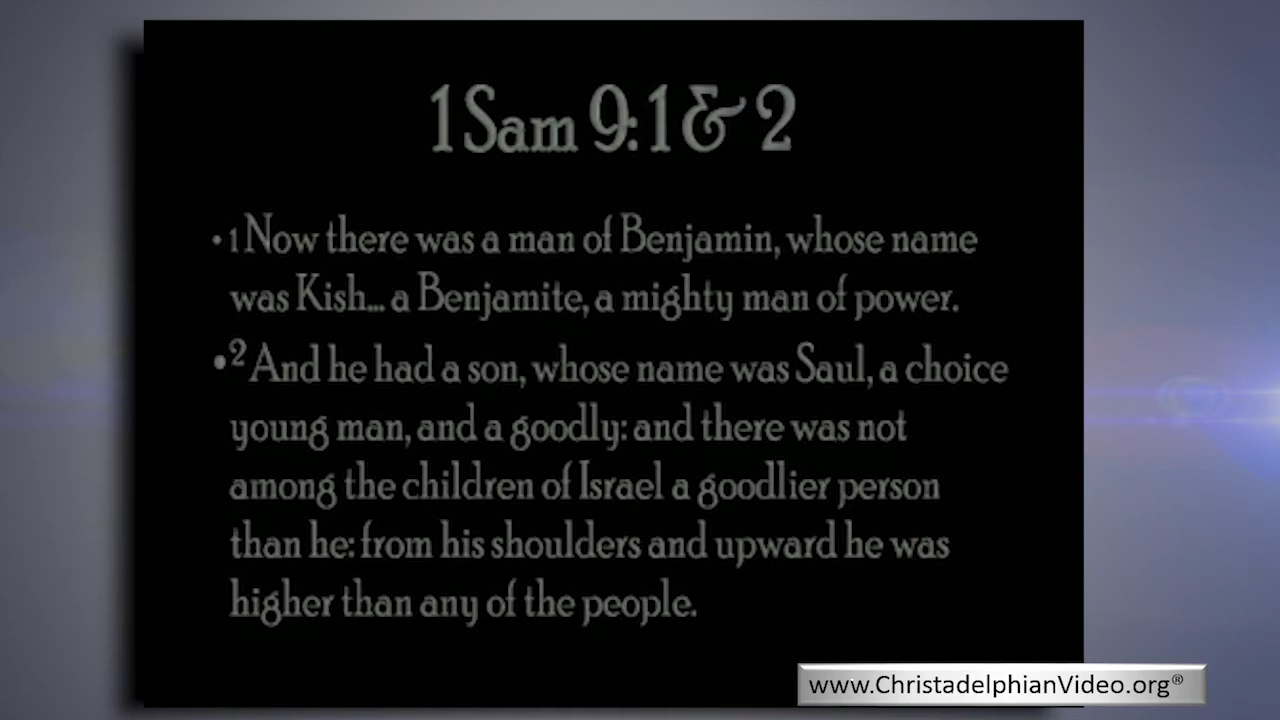 1 Sam 9:1 & 2
• 1 Now there was a man of Benjamin, whose name
was Kish... a Benjamite, a mighty man of power.
• 2 And he had a son, whose name was Saul, a choice
young man, and a goodly: and there was not
among the children of Israel a goodlier person
than he: from his shoulders and upward he was
higher than any of the people.
www.ChristadelphianVideo.org®